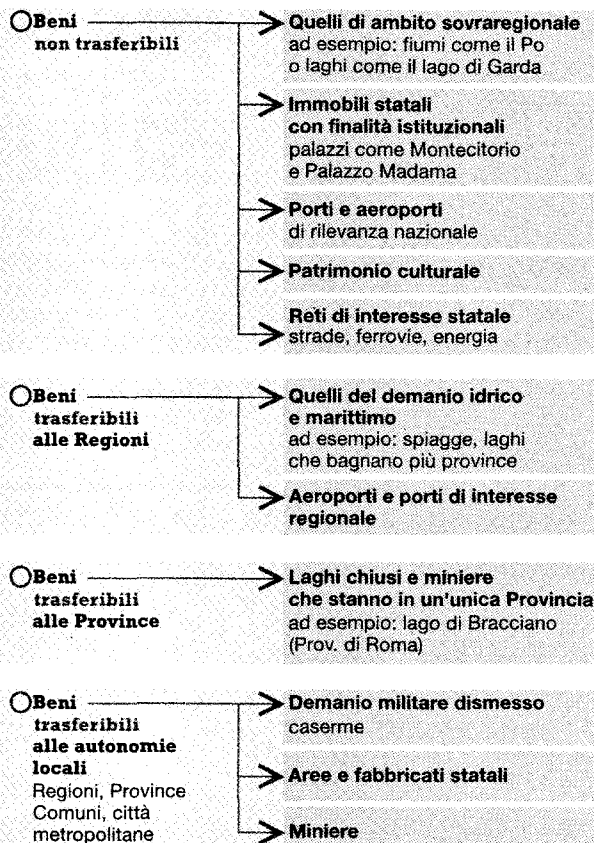 Beni
non trasferibili
Quelli di ambito sovraregionale
ad esempio: fiumi come il Po
o laghi come il lago di Garda
Immobili statali
con finalità istituzionali
palazzi come Montecitorio
e Palazzo Madama
Porti e aeroporti
di rilevanza nazionale
Patrimonio culturale
Reti di interesse statale
strade, ferrovie, energia
Beni
trasferibili
alle Regioni
Quelli del demanio idrico
e marittimo
ad esempio: spiagge, laghi
che bagnano più province
Aeroporti e porti di interesse
regionale
Beni
trasferibili
alle Province
Laghi chiusi e miniere
che stanno in un'unica Provincia
ad esempio: lago di Bracciano
(Prov. di Roma)
Beni
trasferibili
alle autonomie
locali
Regioni, Province
Comuni, città
metropolitane
Demanio militare dismesso
caserme
Aree e fabbricati statali
Miniere